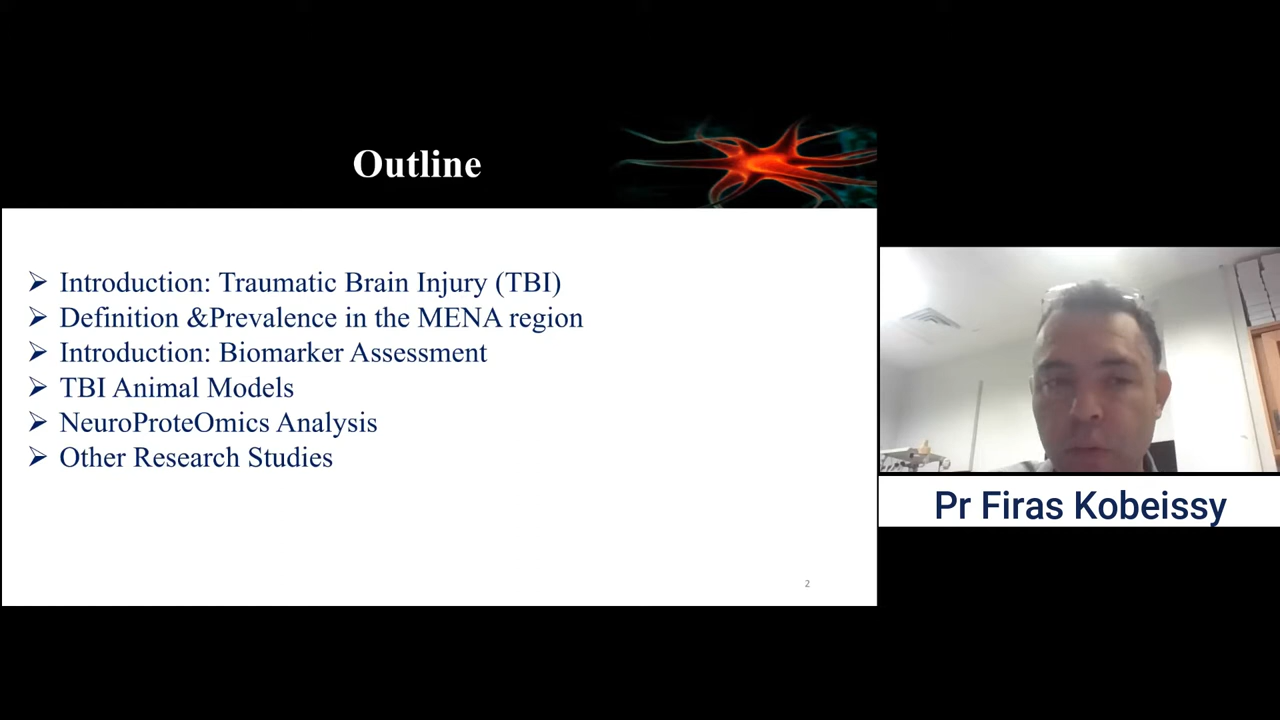 Outline
Introduction: Traumatic Brain Injury (TBI)
Definition &Prevalence in the MENA region
Introduction: Biomarker Assessment
TBI Animal Models
NeuroProteOmics Analysis
Other Research Studies
2
Pr Firas Kobeissy